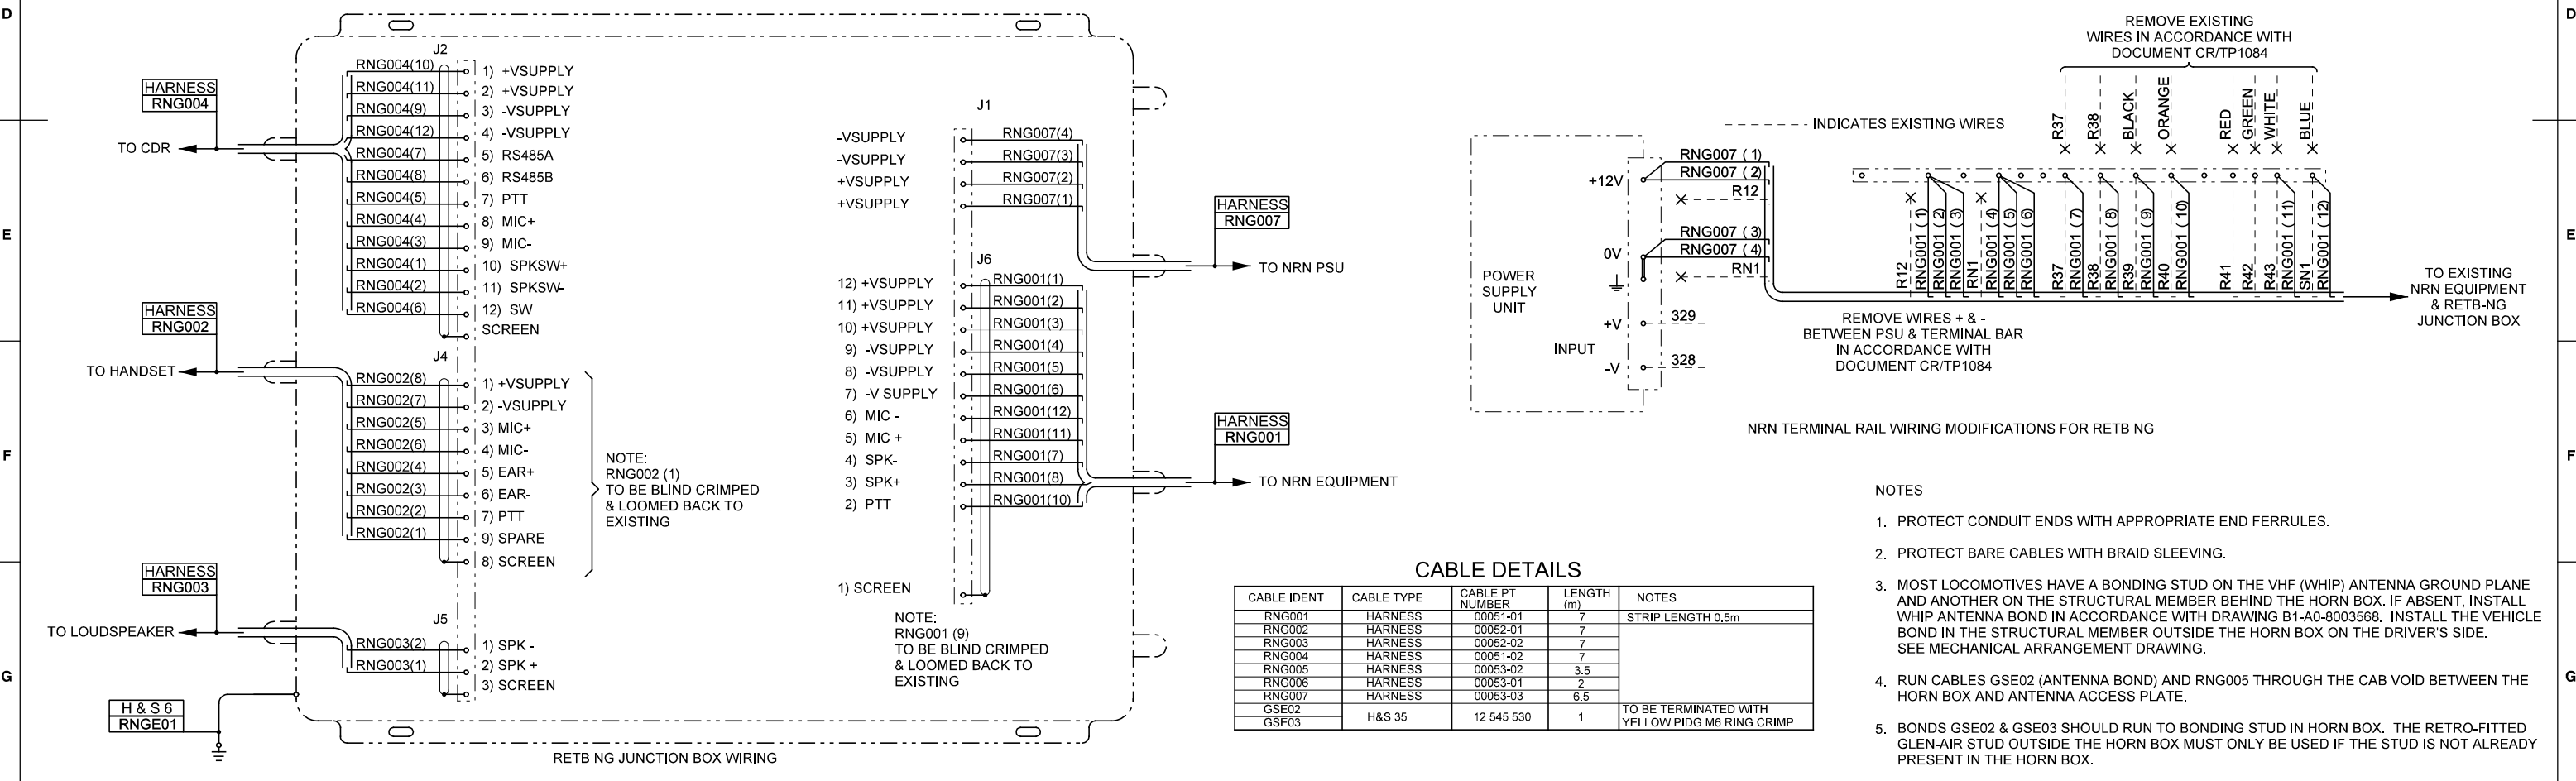 D
J2
RNG004(10)
1) +VSUPPLY
RNG004(11)
2) +VSUPPLY
RNG004(9)
3) -VSUPPLY
RNG004(12)
4) -VSUPPLY
RNG004(7)
5) RS485A
RNG004(8)
6) RS485B
RNG004(5)
7) PTT
RNG004(4)
8) MIC+
RNG004(3)
9) MIC-
RNG004(1)
10) SPKSW+
RNG004(2)
11) SPKSW-
RNG004(6)
12) SW
SCREEN
HARNESS
RNG004
TO CDR
E
HARNESS
RNG002
TO HANDSET
J4
RNG002(8)
1) +VSUPPLY
RNG002(7)
2) -VSUPPLY
RNG002(5)
3) MIC+
RNG002(6)
4) MIC-
RNG002(4)
5) EAR+
RNG002(3)
6) EAR-
RNG002(2)
7) PTT
RNG002(1)
9) SPARE
8) SCREEN
NOTE:
RNG002 (1)
TO BE BLIND CRIMPED
& LOOMED BACK TO
EXISTING
F
HARNESS
RNG003
TO LOUDSPEAKER
J5
RNG003(2)
1) SPK -
RNG003(1)
2) SPK +
3) SCREEN
G
H & S 6
RNGE01
J1
-VSUPPLY
RNG007(4)
-VSUPPLY
RNG007(3)
+VSUPPLY
RNG007(2)
+VSUPPLY
RNG007(1)
HARNESS
RNG007
TO NRN PSU
J6
12) +VSUPPLY
RNG001(1)
11) +VSUPPLY
RNG001(2)
10) +VSUPPLY
RNG001(3)
9) -VSUPPLY
RNG001(4)
8) -VSUPPLY
RNG001(5)
7) -V SUPPLY
RNG001(6)
6) MIC -
RNG001(12)
5) MIC +
RNG001(11)
4) SPK-
RNG001(7)
3) SPK+
RNG001(8)
2) PTT
RNG001(10)
1) SCREEN
HARNESS
RNG001
TO NRN EQUIPMENT
NOTE:
RNG001 (9)
TO BE BLIND CRIMPED
& LOOMED BACK TO
EXISTING
RETB NG JUNCTION BOX WIRING
REMOVE EXISTING
WIRES IN ACCORDANCE WITH
DOCUMENT CR/TP1084
INDICATES EXISTING WIRES
R37
R38
BLACK
ORANGE
RED
GREEN
WHITE
BLUE
POWER
SUPPLY
UNIT
+12V
RNG007 ( 1)
RNG007 ( 2)
R12
0V
RNG007 ( 3)
RNG007 ( 4)
RN1
INPUT
+V
329
-V
328
R12
RNG001 ( 1)
RNG001 ( 2)
RNG001 ( 3)
RN1
RNG001 ( 4)
RNG001 ( 5)
RNG001 ( 6)
R37
RNG001 ( 7)
R38
RNG001 ( 8)
R39
RNG001 ( 9)
R40
RNG001 ( 10)
R41
R42
R43
RNG001 ( 11)
SN1
RNG001 ( 12)
REMOVE WIRES + & -
BETWEEN PSU & TERMINAL BAR
IN ACCORDANCE WITH
DOCUMENT CR/TP1084
TO EXISTING
NRN EQUIPMENT
& RETB-NG
JUNCTION BOX
NRN TERMINAL RAIL WIRING MODIFICATIONS FOR RETB NG
CABLE DETAILS
CABLE IDENT CABLE TYPE CABLE PT. NUMBER LENGTH (m) NOTES
RNG001 HARNESS 00051-01 7 STRIP LENGTH 0.5m
RNG002 HARNESS 00052-01 7
RNG003 HARNESS 00052-02 7
RNG004 HARNESS 00051-02 7
RNG005 HARNESS 00053-02 3.5
RNG006 HARNESS 00053-01 2
RNG007 HARNESS 00053-03 6.5
GSE02
GSE03
H&S 35 12 545 530 1
TO BE TERMINATED WITH
YELLOW PIDG M6 RING CRIMP
NOTES
1. PROTECT CONDUIT ENDS WITH APPROPRIATE END FERRULES.
2. PROTECT BARE CABLES WITH BRAID SLEEVING.
3. MOST LOCOMOTIVES HAVE A BONDING STUD ON THE VHF (WHIP) ANTENNA GROUND PLANE
AND ANOTHER ON THE STRUCTURAL MEMBER BEHIND THE HORN BOX. IF ABSENT, INSTALL
WHIP ANTENNA BOND IN ACCORDANCE WITH DRAWING B1-A0-8003568. INSTALL THE VEHICLE
BOND IN THE STRUCTURAL MEMBER OUTSIDE THE HORN BOX ON THE DRIVER'S SIDE.
SEE MECHANICAL ARRANGEMENT DRAWING.
4. RUN CABLES GSE02 (ANTENNA BOND) AND RNG005 THROUGH THE CAB VOID BETWEEN THE
HORN BOX AND ANTENNA ACCESS PLATE.
5. BONDS GSE02 & GSE03 SHOULD RUN TO BONDING STUD IN HORN BOX. THE RETRO-FITTED
GLEN-AIR STUD OUTSIDE THE HORN BOX MUST ONLY BE USED IF THE STUD IS NOT ALREADY
PRESENT IN THE HORN BOX.
D
E
F
G